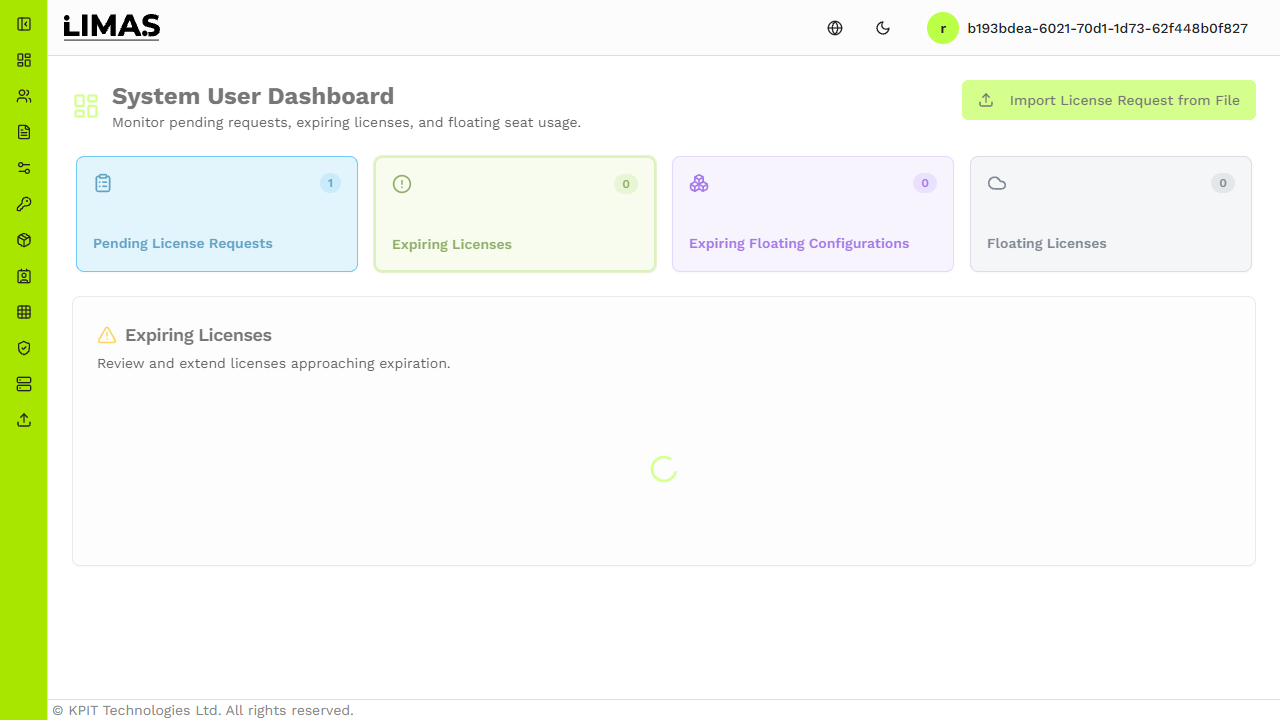 LIMAS
r
b193bdea-6021-70d1-1d73-62f448b0f827
System User Dashboard
Monitor pending requests, expiring licenses, and floating seat usage.
Import License Request from File
1
Pending License Requests
0
Expiring Licenses
0
Expiring Floating Configurations
0
Floating Licenses
Expiring Licenses
Review and extend licenses approaching expiration.
© KPIT Technologies Ltd. All rights reserved.